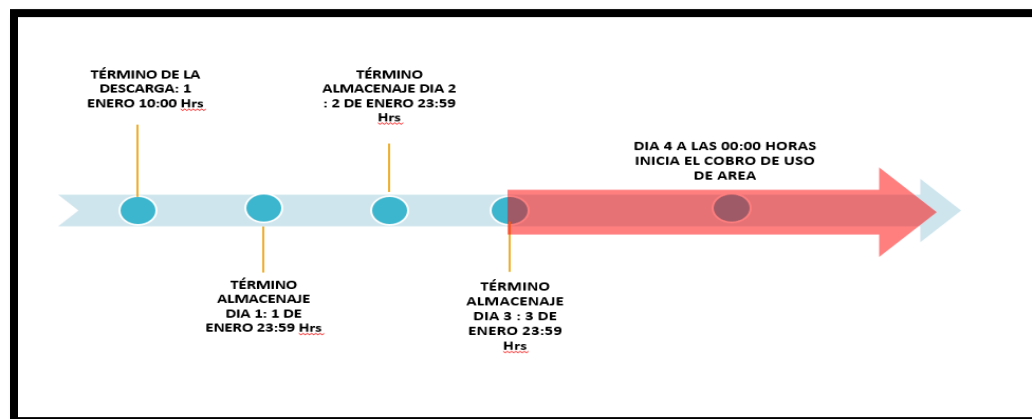 TÉRMINO DE LA
DESCARGA: 1
ENERO 10:00 Hrs
TÉRMINO
ALMACENAJE
DIA 1: 1 DE
ENERO 23:59 Hrs
TÉRMINO
ALMACENAJE DIA 2
: 2 DE ENERO 23:59
Hrs
TÉRMINO
ALMACENAJE
DIA 3 : 3 DE
ENERO 23:59
Hrs
DIA 4 A LAS 00:00 HORAS
INICIA EL COBRO DE USO
DE AREA